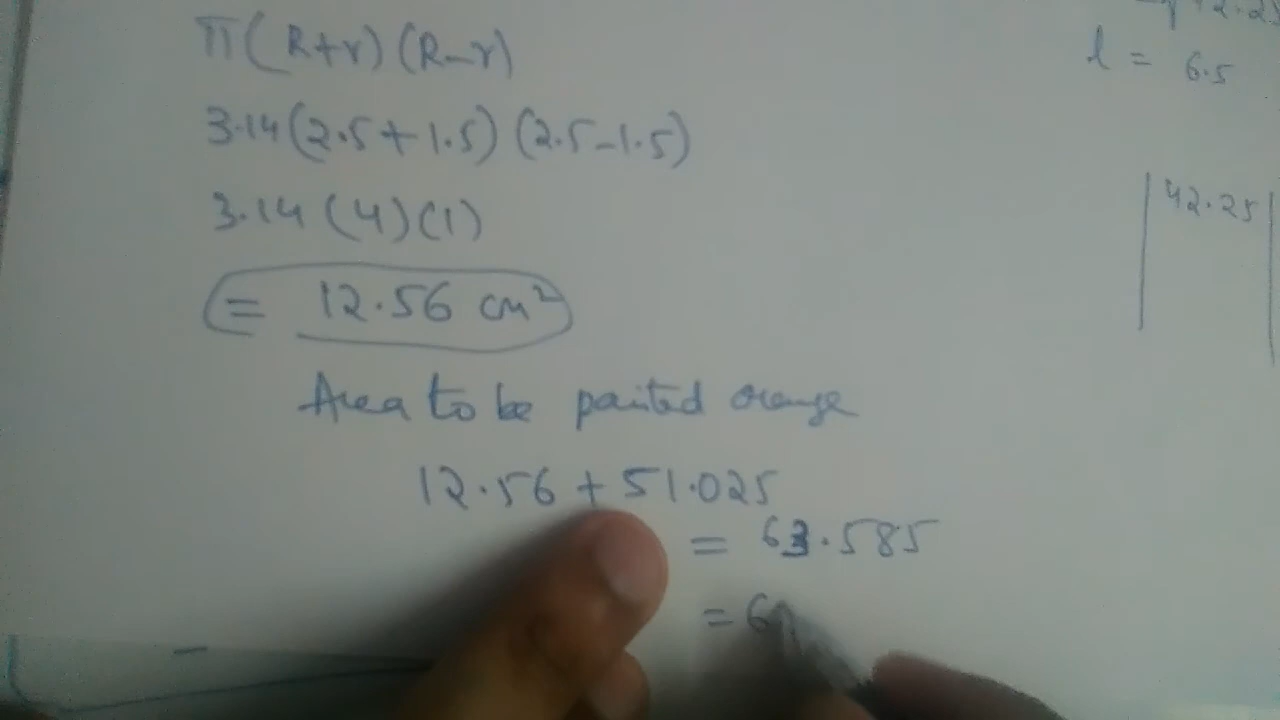 π(R+r)(R-r)
3.14(2.5+1.5)(2.5-1.5)
3.14(4)(1)
= 12.56 cm²
Area to be painted orange
12.56 + 51.025
= 63.585
= 6
l = 6.5
42.25